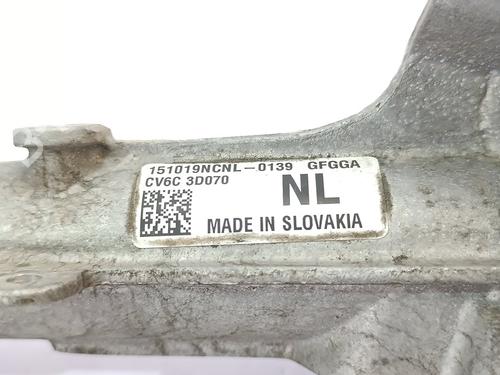 151019NCNL-0139 GFGGA
CV6C 3D070
NL
MADE IN SLOVAKIA